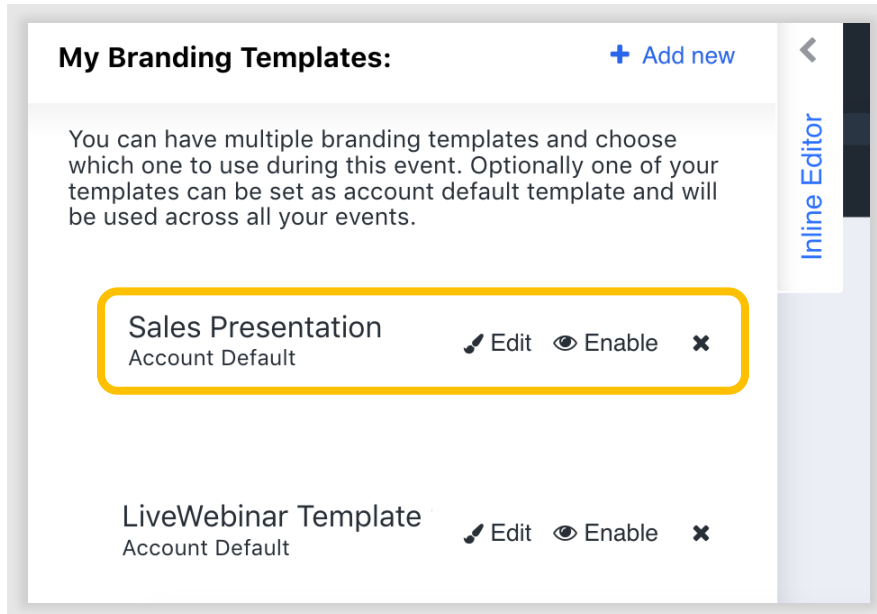 My Branding Templates:
+ Add new
You can have multiple branding templates and choose
which one to use during this event. Optionally one of your
templates can be set as account default template and will
be used across all your events.
Inline Editor
Sales Presentation
Account Default
Edit Enable
LiveWebinar Template
Account Default
Edit Enable